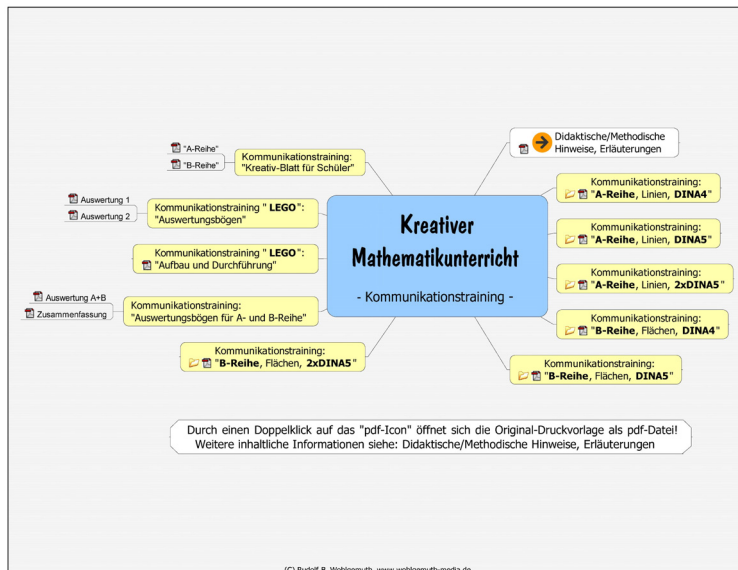 Kreativer
Mathematikunterricht
- Kommunikationstraining -
Didaktische/Methodische
Hinweise, Erläuterungen
Kommunikationstraining:
"A-Reihe, Linien, DINA4"
Kommunikationstraining:
"A-Reihe, Linien, DINA5"
Kommunikationstraining:
"A-Reihe, Linien, 2xDINA5"
Kommunikationstraining:
"B-Reihe, Flächen, DINA4"
Kommunikationstraining:
"B-Reihe, Flächen, DINA5"
Kommunikationstraining:
"B-Reihe, Flächen, 2xDINA5"
Kommunikationstraining:
"Auswertungsbögen für A- und B-Reihe"
Auswertung A+B
Zusammenfassung
Kommunikationstraining " LEGO":
"Aufbau und Durchführung"
Kommunikationstraining " LEGO":
"Auswertungsbögen"
Auswertung 1
Auswertung 2
Kommunikationstraining:
"Kreativ-Blatt für Schüler"
"A-Reihe"
"B-Reihe"
Durch einen Doppelklick auf das "pdf-Icon" öffnet sich die Original-Druckvorlage als pdf-Datei!
Weitere inhaltliche Informationen siehe: Didaktische/Methodische Hinweise, Erläuterungen